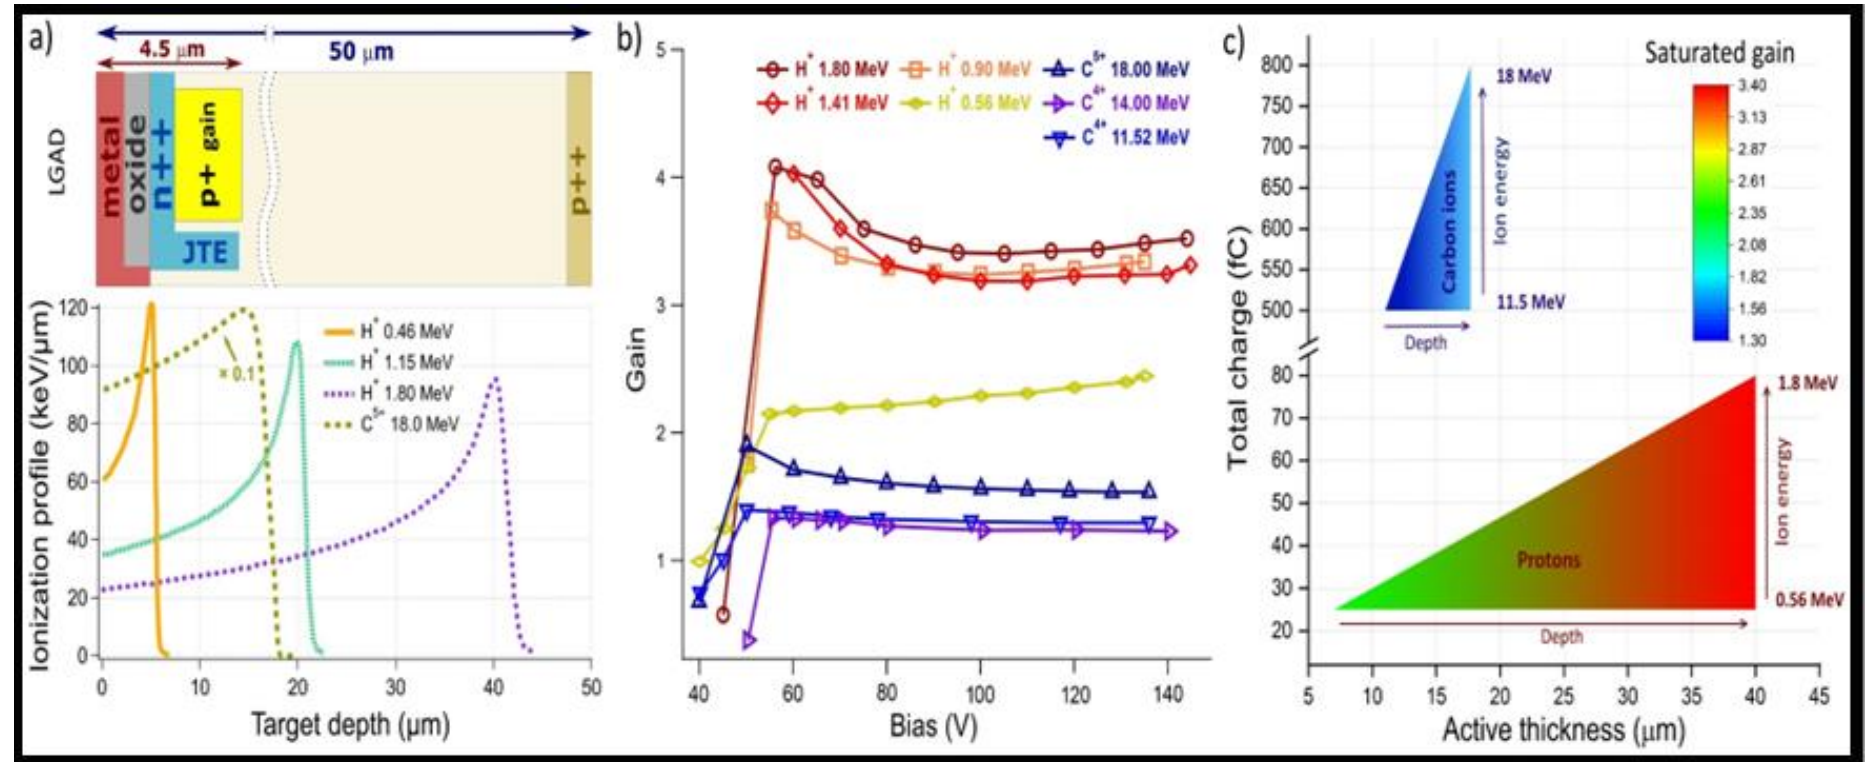 a)
50 μm
4.5 μm
LGAD
metal
oxide
n++
p+ gain
JTE
p++
Ionization profile (keV/μm)
120
100
80
60
40
20
0
H⁺ 0.46 MeV
H⁺ 1.15 MeV
H⁺ 1.80 MeV
C⁵⁺ 18.0 MeV
× 0.1
0 10 20 30 40 50
Target depth (μm)
b)
H⁺ 1.80 MeV H⁺ 0.90 MeV C⁵⁺ 18.00 MeV
H⁺ 1.41 MeV H⁺ 0.56 MeV C⁴⁺ 14.00 MeV
C⁴⁺ 11.52 MeV
Gain
5
4
3
2
1
40 60 80 100 120 140
Bias (V)
c)
Saturated gain
3.40
3.13
2.87
2.61
2.35
2.08
1.82
1.56
1.30
Total charge (fC)
800
750
700
650
600
550
500
80
70
60
50
40
30
20
18 MeV
Carbon ions
Ion energy
11.5 MeV
Depth
1.8 MeV
Protons
Ion energy
0.56 MeV
Depth
5 10 15 20 25 30 35 40 45
Active thickness (μm)